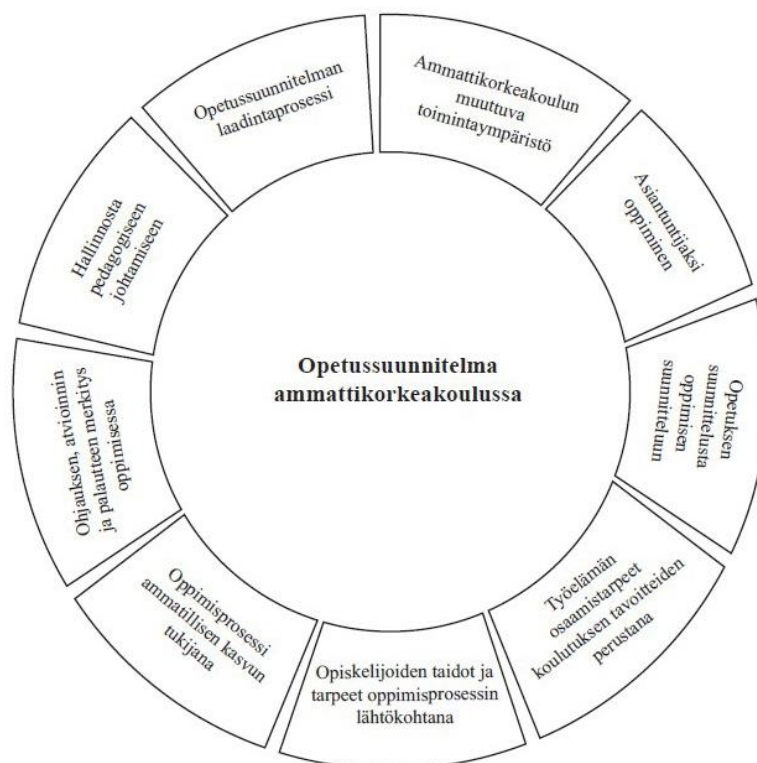 Opetussuunnitelman
laadintaprosessi
Ammattikorkeakoulun
muuttuva
toimintaympäristö
Asiantuntijaksi
oppiminen
Opetuksen
suunnittelusta
oppimisen
suunnitteluun
Työelämän
osaamistarpeet
koulutuksen tavoitteiden
perustana
Opiskelijoiden taidot ja
tarpeet oppimisprosessin
lähtökohtana
Oppimisprosessi
ammatillisen kasvun
tukijana
Ohjauksen, atvioinnin
ja palautteen merkitys
oppimisessa
Hallinnosta
pedagogiseen
johtamiseen
Opetussuunnitelma
ammattikorkeakoulussa